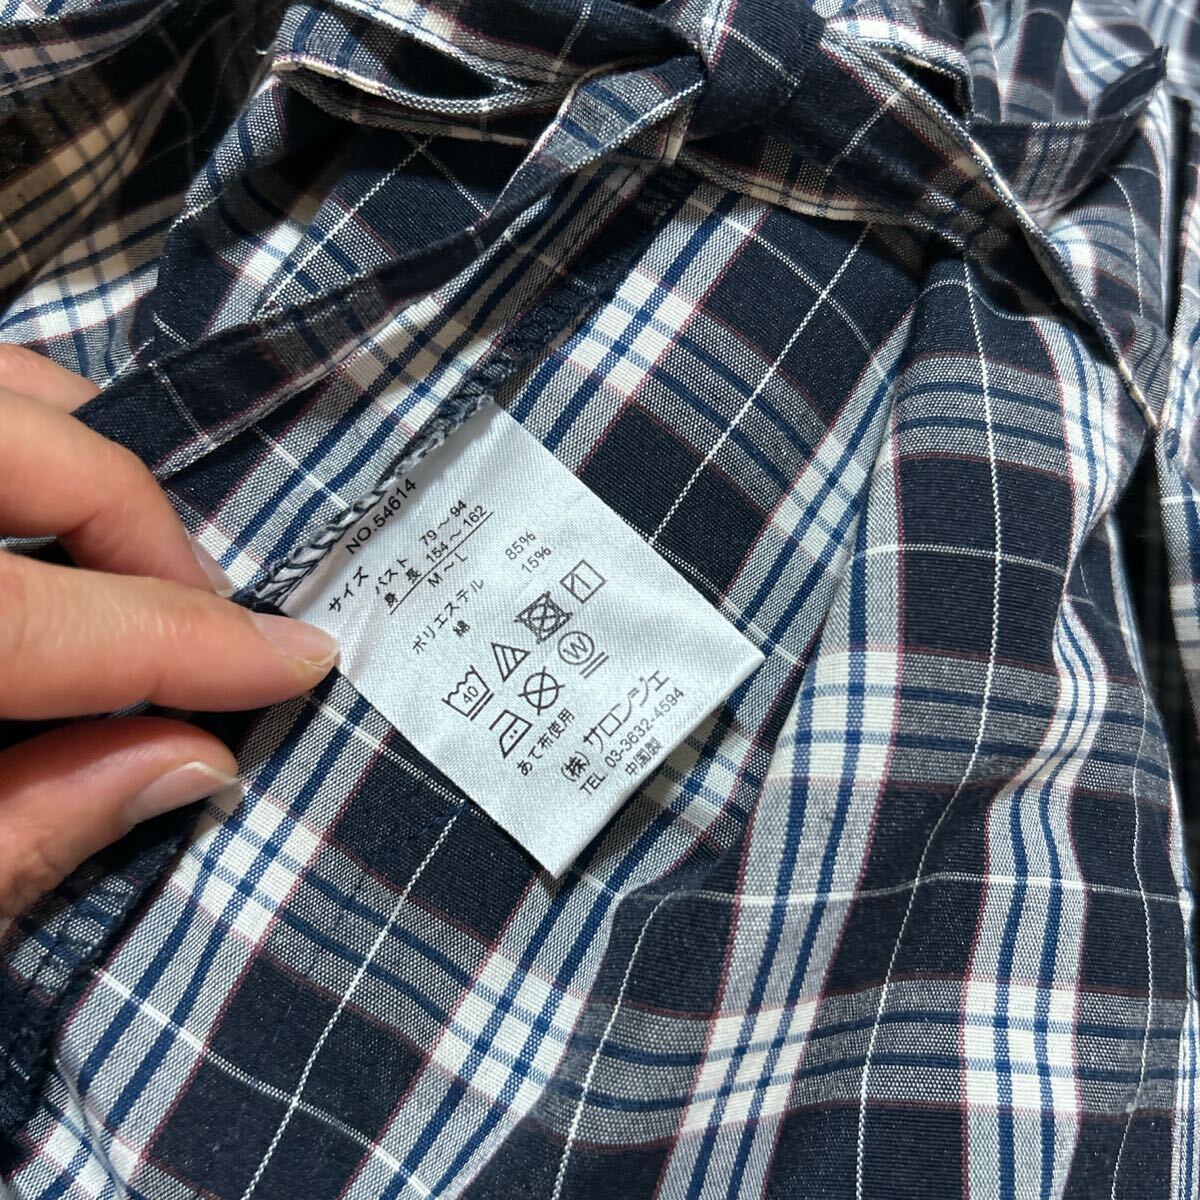 NO.54614
サイズ
バスト 79～94
身長 154～162
M～L
ポリエステル 85%
綿 15%
40
W
あて布使用
(株)サロンジェ
TEL 03-3632-4594
中国製